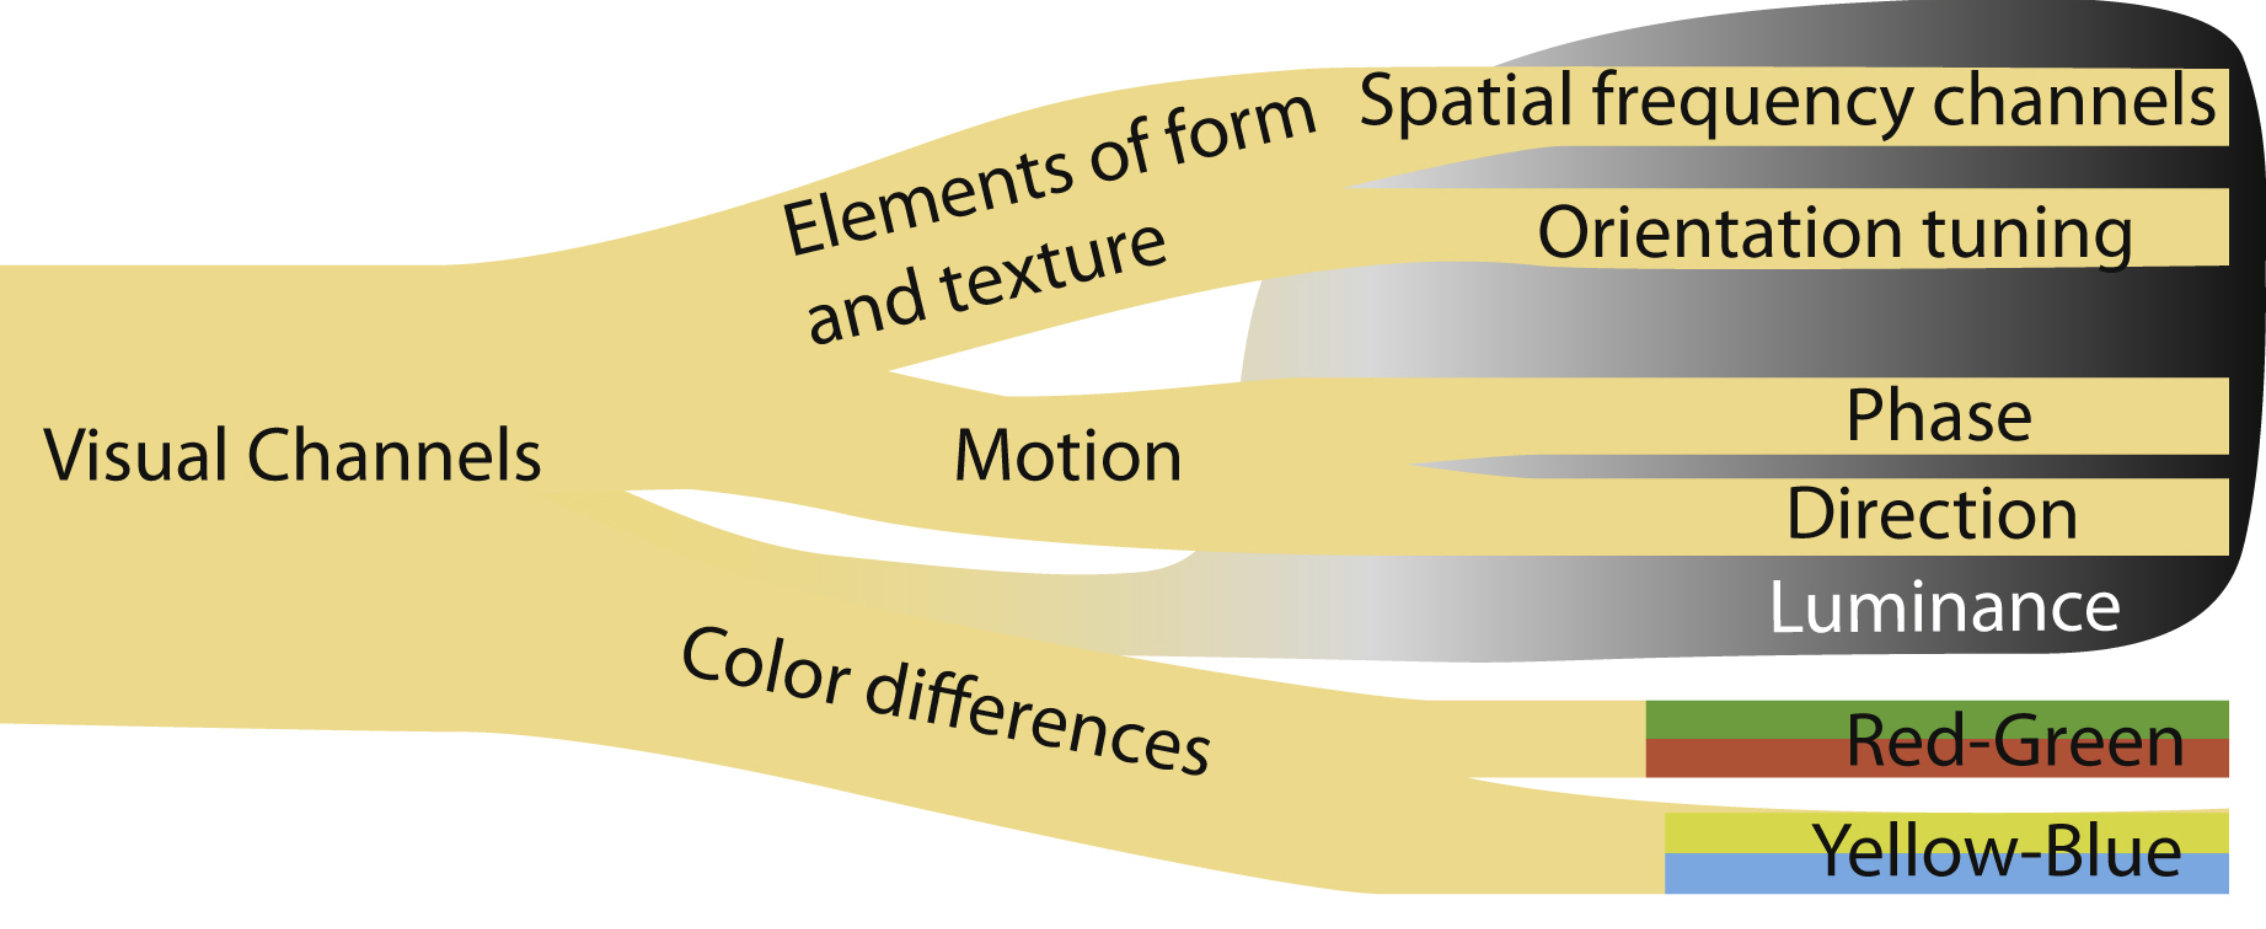 Visual Channels
Elements of form
and texture
Spatial frequency channels
Orientation tuning
Motion
Phase
Direction
Luminance
Color differences
Red-Green
Yellow-Blue